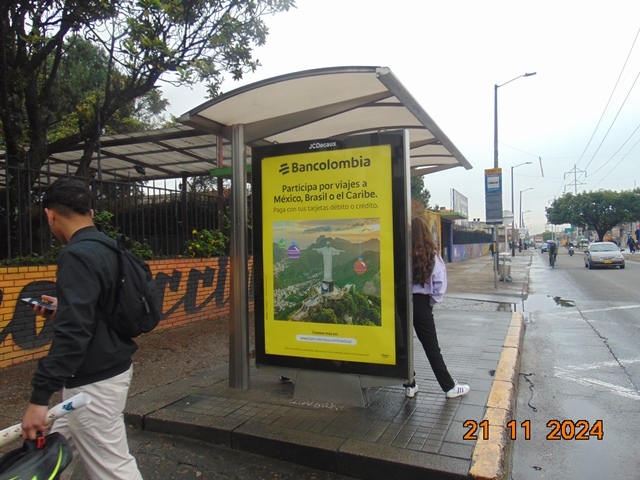 JCDecaux
Bancolombia
Participa por viajes a
México, Brasil o el Caribe.
Paga con tus tarjetas débito o crédito.
21 11 2024